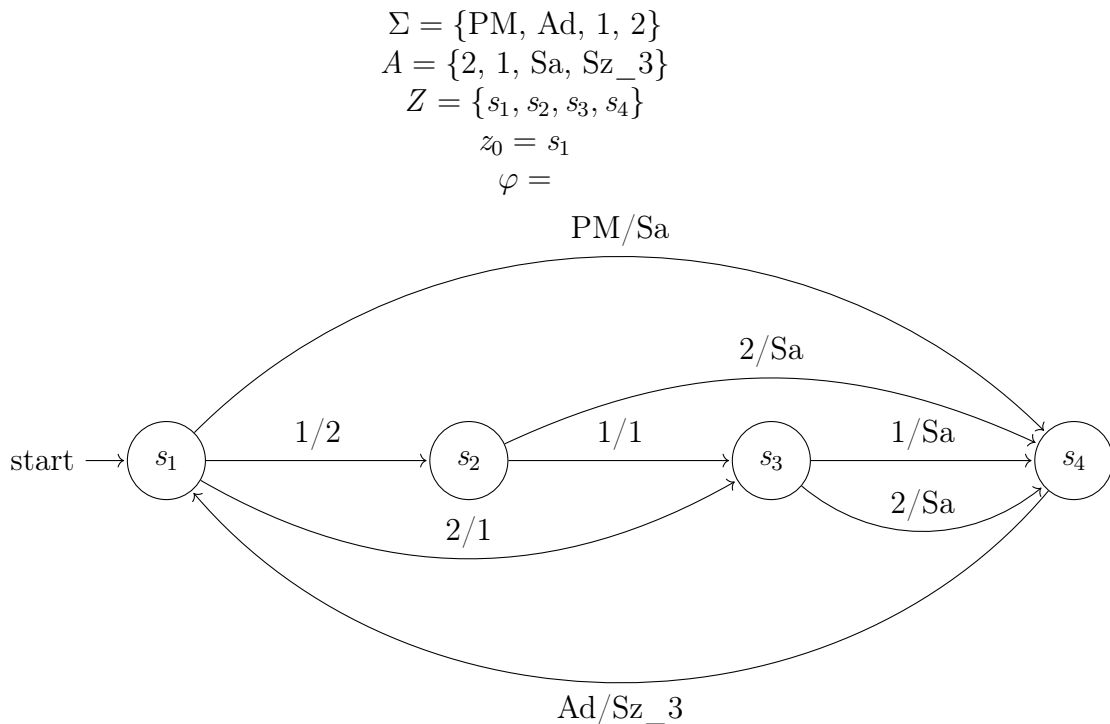 Σ = {PM, Ad, 1, 2}
A = {2, 1, Sa, Sz_3}
Z = {s₁, s₂, s₃, s₄}
z₀ = s₁
φ =
PM/Sa
2/Sa
1/2
1/1
1/Sa
start
s₁
s₂
s₃
s₄
2/1
2/Sa
Ad/Sz_3